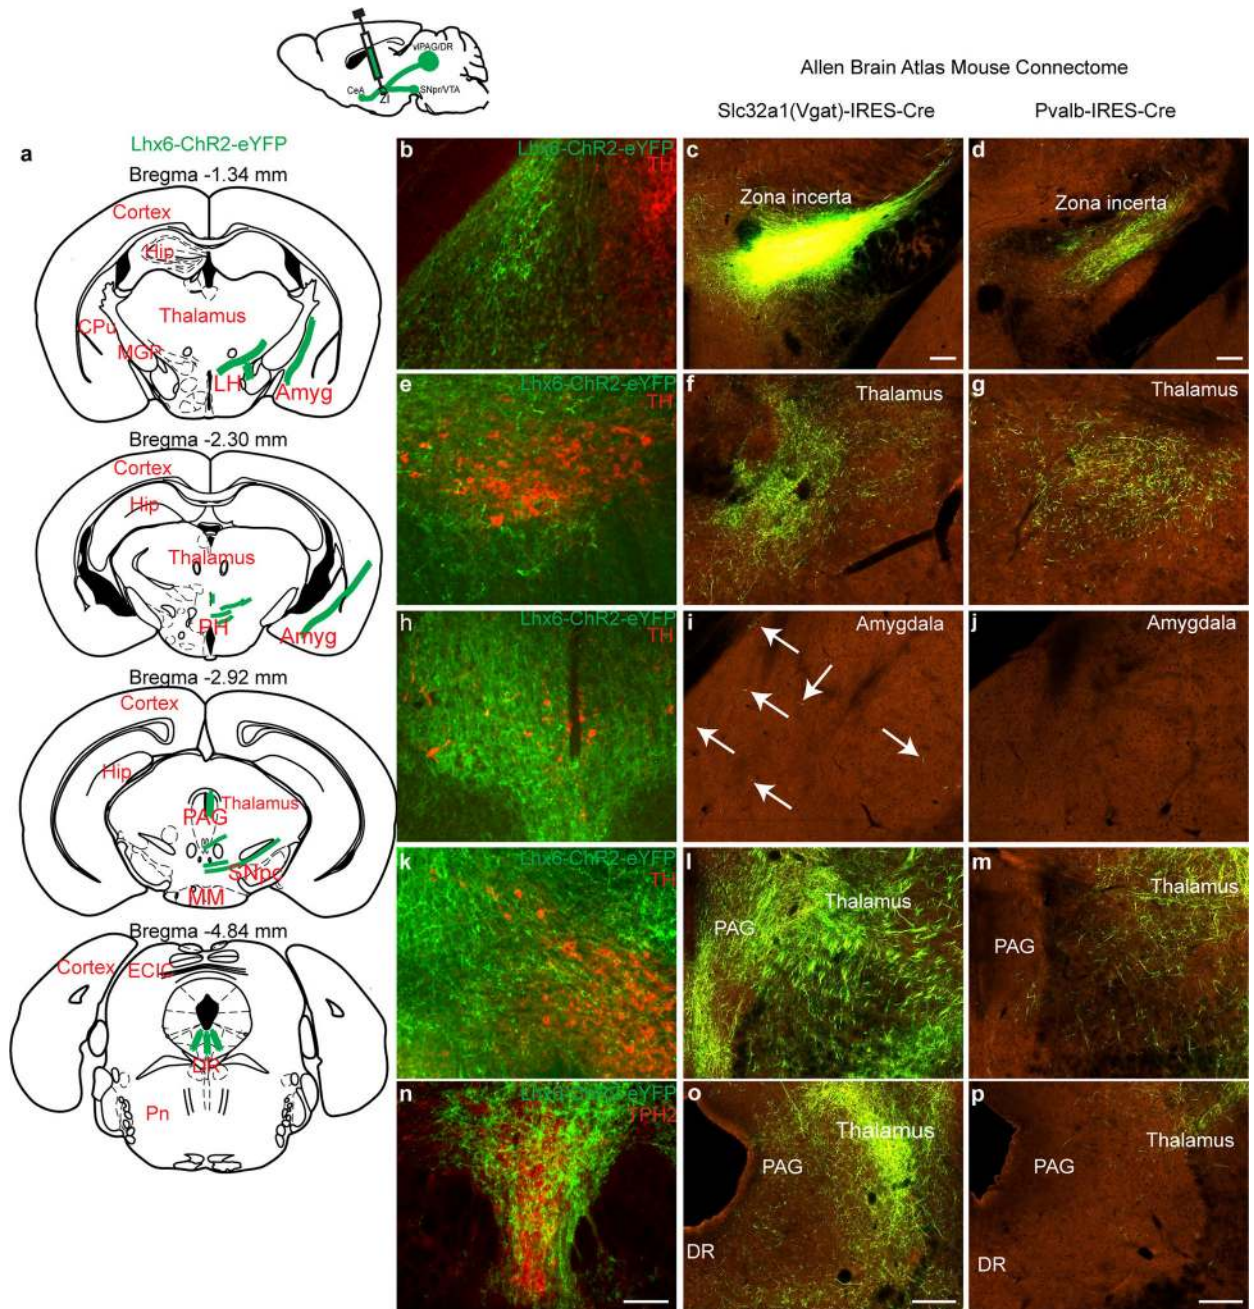 vlPAG/DR
CeA
ZI
SNpr/VTA
Allen Brain Atlas Mouse Connectome
Slc32a1(Vgat)-IRES-Cre
Pvalb-IRES-Cre
a
Lhx6-ChR2-eYFP
Bregma -1.34 mm
Cortex
Hip
Thalamus
CPu
MGP
LH
Amyg
Bregma -2.30 mm
Cortex
Hip
Thalamus
PH
Amyg
Bregma -2.92 mm
Cortex
Hip
Thalamus
PAG
SNpc
MM
Bregma -4.84 mm
Cortex
ECIC
DR
Pn
b
Lhx6-ChR2-eYFP
TH
c
Zona incerta
d
Zona incerta
e
Lhx6-ChR2-eYFP
TH
f
Thalamus
g
Thalamus
h
Lhx6-ChR2-eYFP
TH
i
Amygdala
j
Amygdala
k
Lhx6-ChR2-eYFP
TH
l
Thalamus
PAG
m
Thalamus
PAG
n
Lhx6-ChR2-eYFP
TPH2
o
Thalamus
PAG
DR
p
Thalamus
PAG
DR